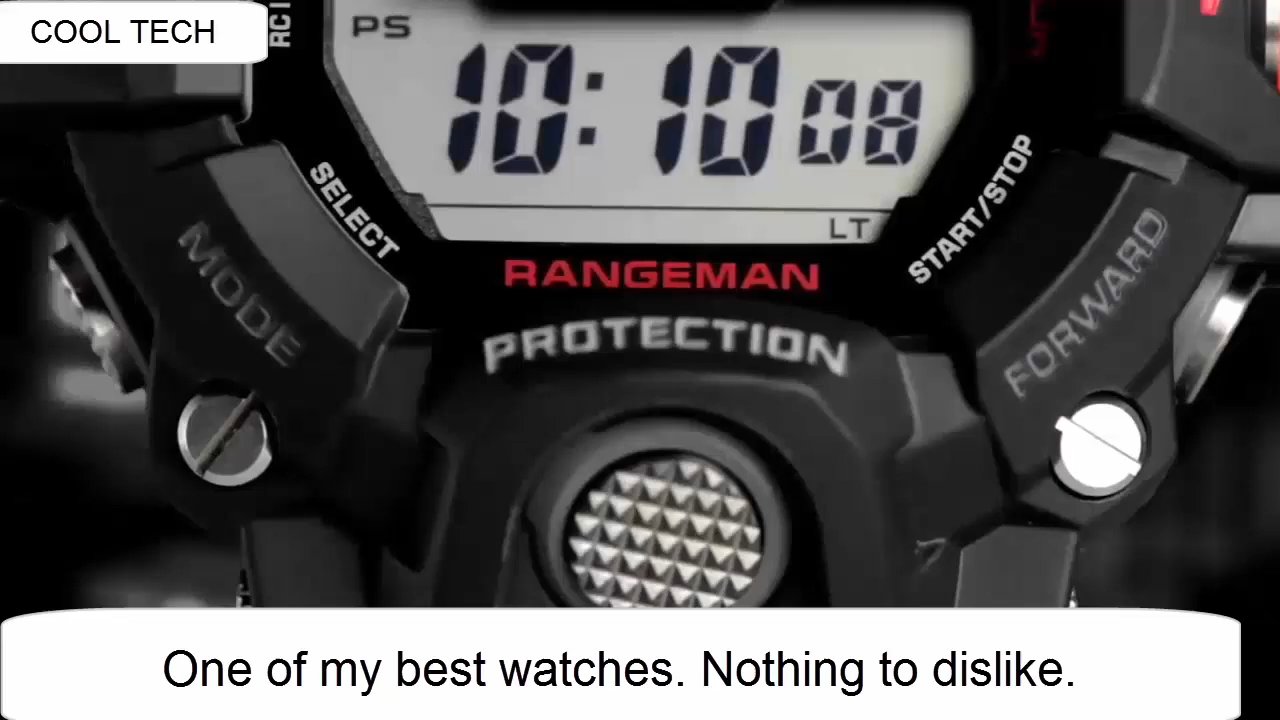 COOL TECH
RC
PS
10:10 08
SELECT
START/STOP
LT
MODE
RANGEMAN
FORWARD
PROTECTION
One of my best watches. Nothing to dislike.